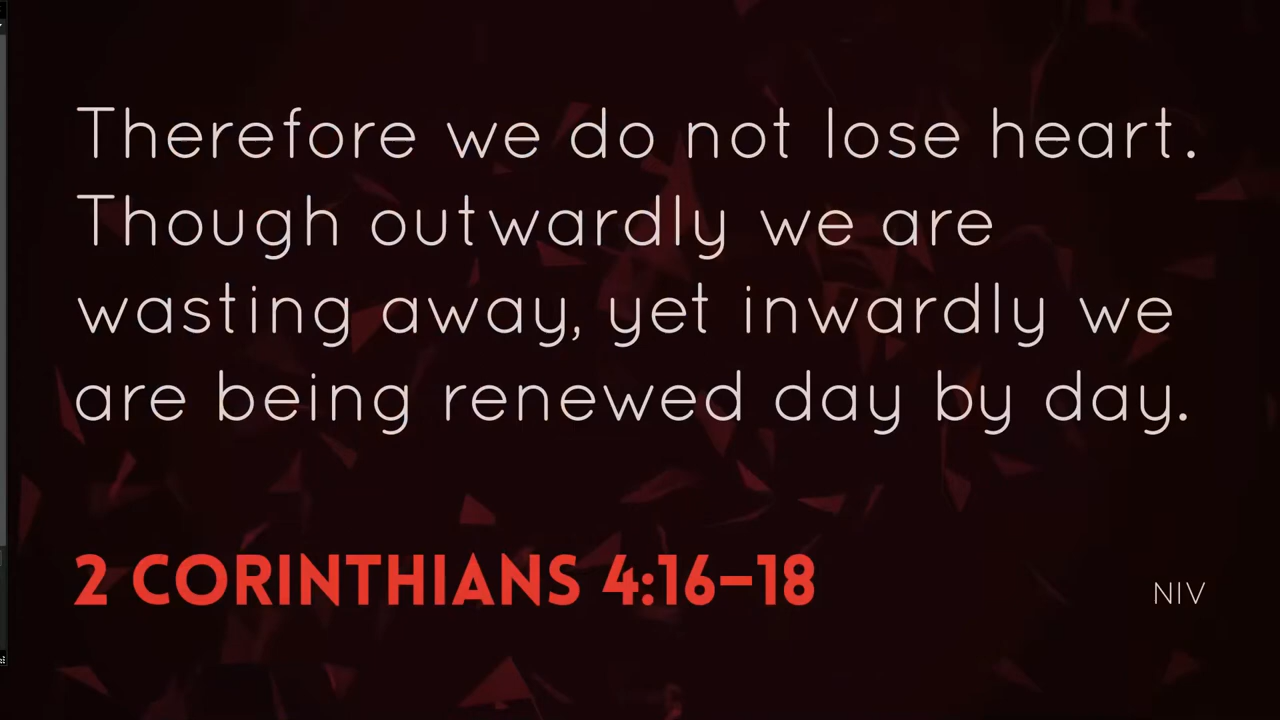 Therefore we do not lose heart.
Though outwardly we are
wasting away, yet inwardly we
are being renewed day by day.
2 CORINTHIANS 4:16–18
NIV